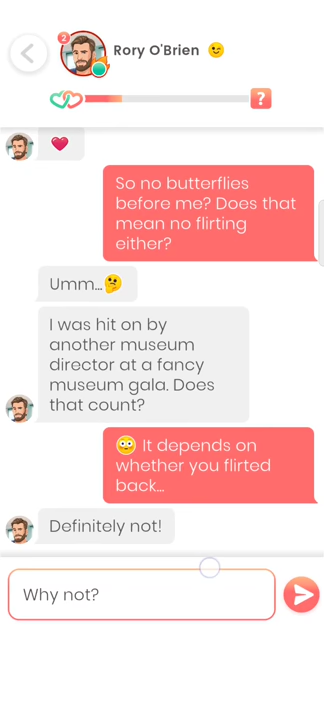 2
Rory O'Brien 😉
?
❤️
So no butterflies
before me? Does that
mean no flirting
either?
Umm...🤔
I was hit on by
another museum
director at a fancy
museum gala. Does
that count?
😳 It depends on
whether you flirted
back...
Definitely not!
Why not?